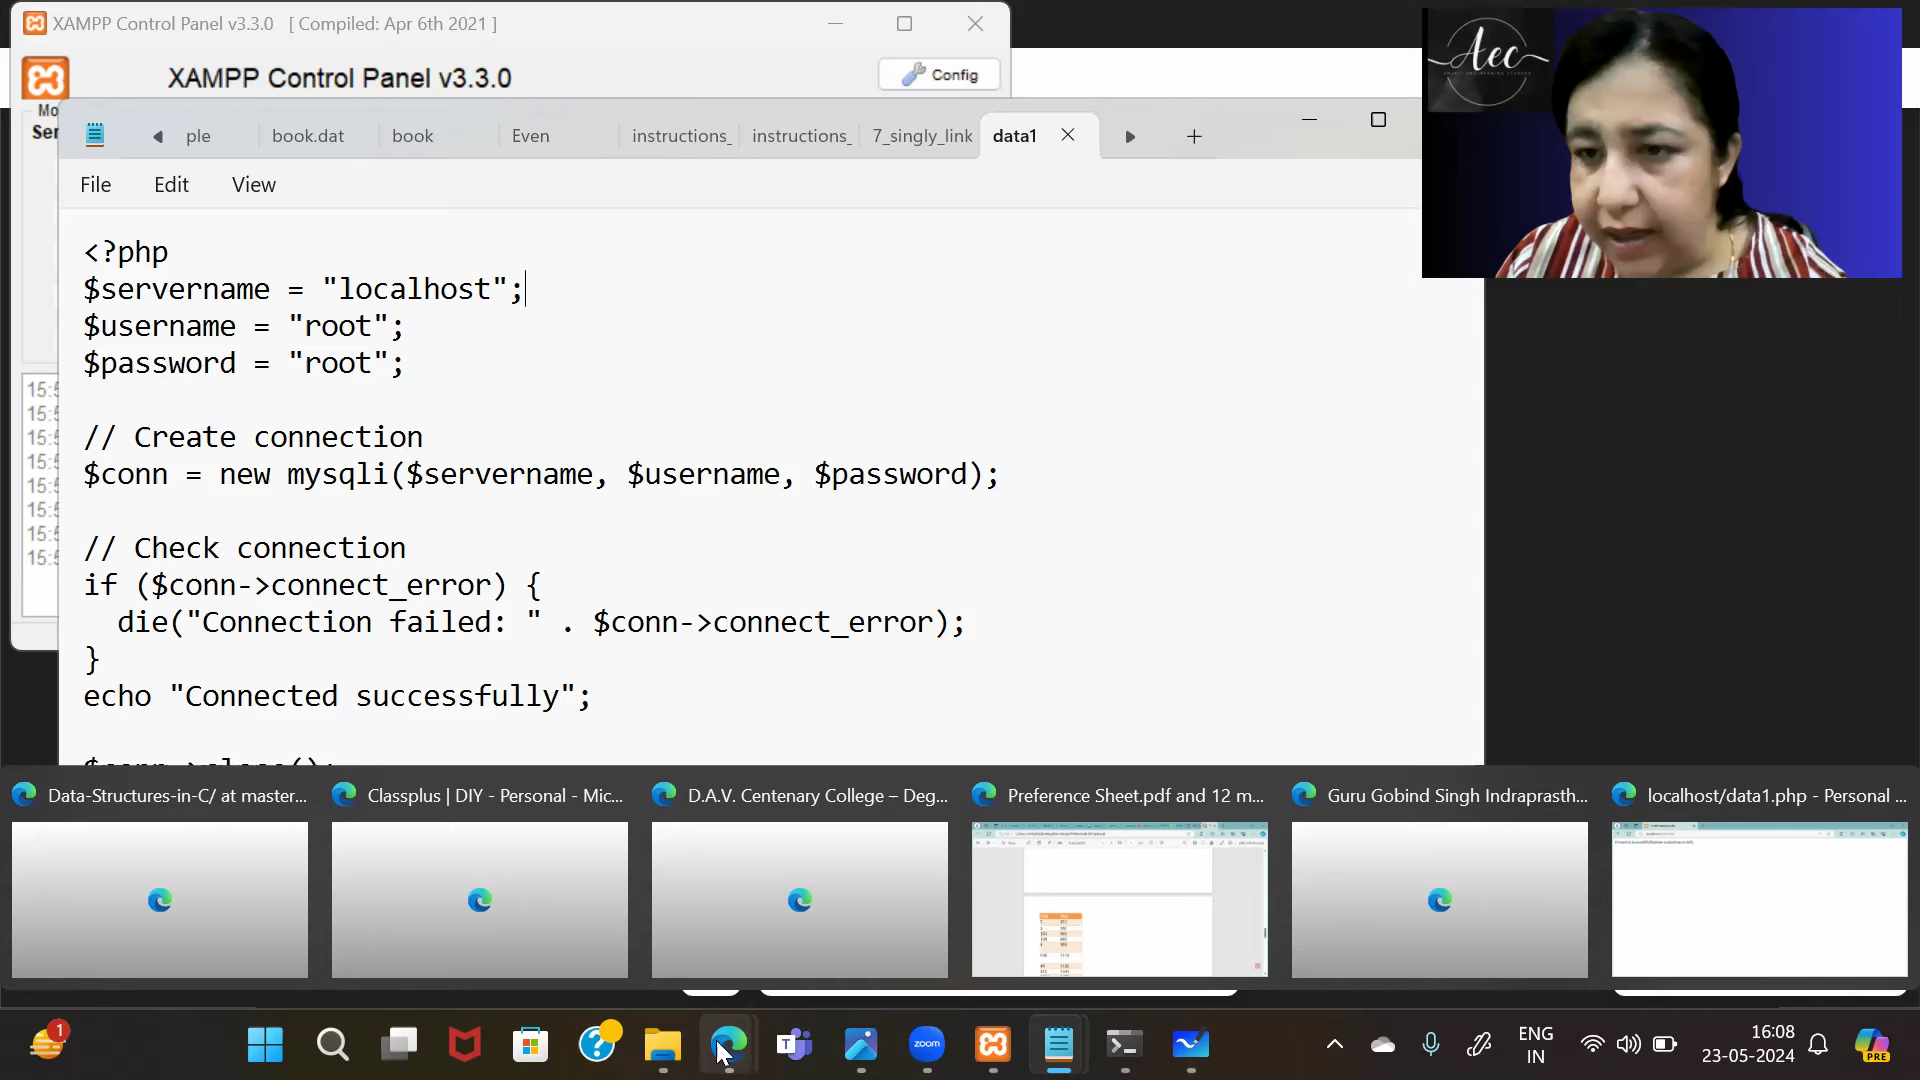 XAMPP Control Panel v3.3.0 [ Compiled: Apr 6th 2021 ]
XAMPP Control Panel v3.3.0
Config
Aec
ple
book.dat
book
Even
instructions_
instructions_
7_singly_link
data1
File
Edit
View
<?php
$servername = "localhost";
$username = "root";
$password = "root";
// Create connection
$conn = new mysqli($servername, $username, $password);
// Check connection
if ($conn->connect_error) {
die("Connection failed: " . $conn->connect_error);
}
echo "Connected successfully";
Data-Structures-in-C/ at master...
Classplus | DIY - Personal - Mic...
D.A.V. Centenary College – Deg...
Preference Sheet.pdf and 12 m...
Guru Gobind Singh Indraprasth...
localhost/data1.php - Personal ...
1
T
zoom
ENG
IN
16:08
23-05-2024
PRE